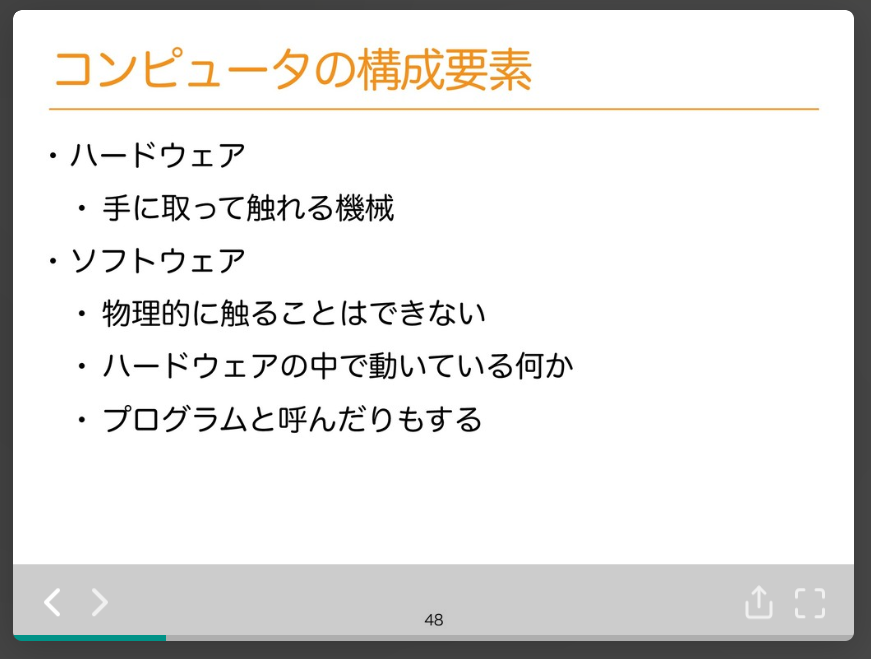 コンピュータの構成要素
・ハードウェア
・手に取って触れる機械
・ソフトウェア
・物理的に触ることはできない
・ハードウェアの中で動いている何か
・プログラムと呼んだりもする
48